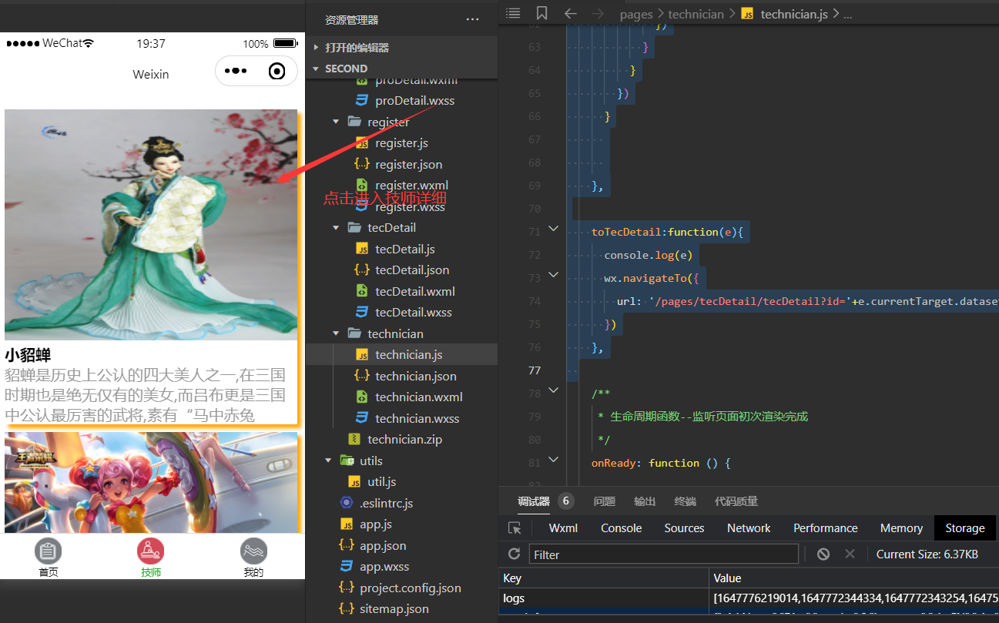 WeChat
19:37
100%
Weixin
小貂蝉
貂蝉是历史上公认的四大美人之一,在三国
时期也是绝无仅有的美女,而吕布更是三国
中公认最厉害的武将,素有“马中赤兔
王者荣耀
首页
技师
我的
资源管理器
打开的编辑器
SECOND
proDetail.wxml
proDetail.wxss
register
register.js
register.json
register.wxml
点击进入技师详细
register.wxss
tecDetail
tecDetail.js
tecDetail.json
tecDetail.wxml
tecDetail.wxss
technician
technician.js
technician.json
technician.wxml
technician.wxss
technician.zip
utils
util.js
.eslintrc.js
app.js
app.json
app.wxss
project.config.json
sitemap.json
pages > technician > technician.js > ...
62 })
63 }
64 }
65 })
66 }
67
68
69 },
70
71 toTecDetail:function(e){
72 console.log(e)
73 wx.navigateTo({
74 url: '/pages/tecDetail/tecDetail?id='+e.currentTarget.dataset
75 })
76 },
77
78 /**
79 * 生命周期函数--监听页面初次渲染完成
80 */
81 onReady: function () {
82
调试器 6 问题 输出 终端 代码质量
Wxml Console Sources Network Performance Memory Storage
Filter Current Size: 6.37KB
Key Value
logs [1647776219014,1647772344334,1647772343254,16475